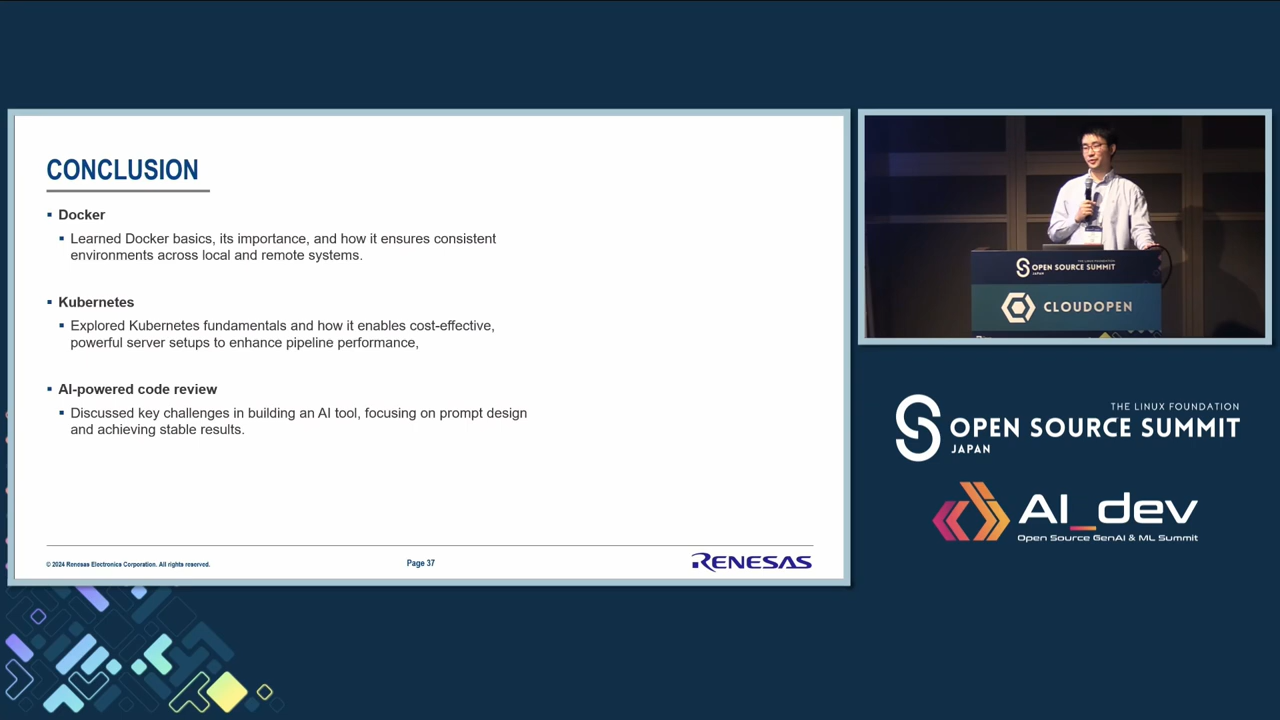 CONCLUSION
Docker
Learned Docker basics, its importance, and how it ensures consistent
environments across local and remote systems.
Kubernetes
Explored Kubernetes fundamentals and how it enables cost-effective,
powerful server setups to enhance pipeline performance,
AI-powered code review
Discussed key challenges in building an AI tool, focusing on prompt design
and achieving stable results.
© 2024 Renesas Electronics Corporation. All rights reserved.
Page 37
RENESAS
THE LINUX FOUNDATION
OPEN SOURCE SUMMIT
JAPAN
CLOUDOPEN
THE LINUX FOUNDATION
OPEN SOURCE SUMMIT
JAPAN
AI_dev
Open Source GenAI & ML Summit